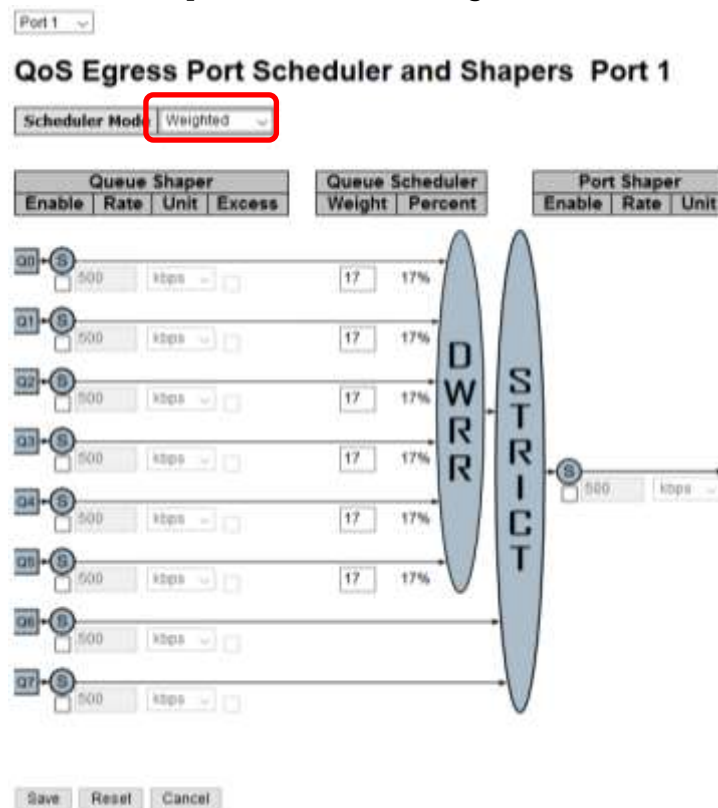 Port 1
QoS Egress Port Scheduler and Shapers Port 1
Scheduler Mode Weighted
Queue Shaper Queue Scheduler Port Shaper
Enable Rate Unit Excess Weight Percent Enable Rate Unit
Q0 S
500 kbps 17 17%
Q1 S
500 kbps 17 17%
Q2 S
500 kbps 17 17%
Q3 S
500 kbps 17 17%
Q4 S
500 kbps 17 17%
Q5 S
500 kbps 17 17%
Q6 S
500 kbps
Q7 S
500 kbps
DWRR
STRICT
S
500 kbps
Save Reset Cancel